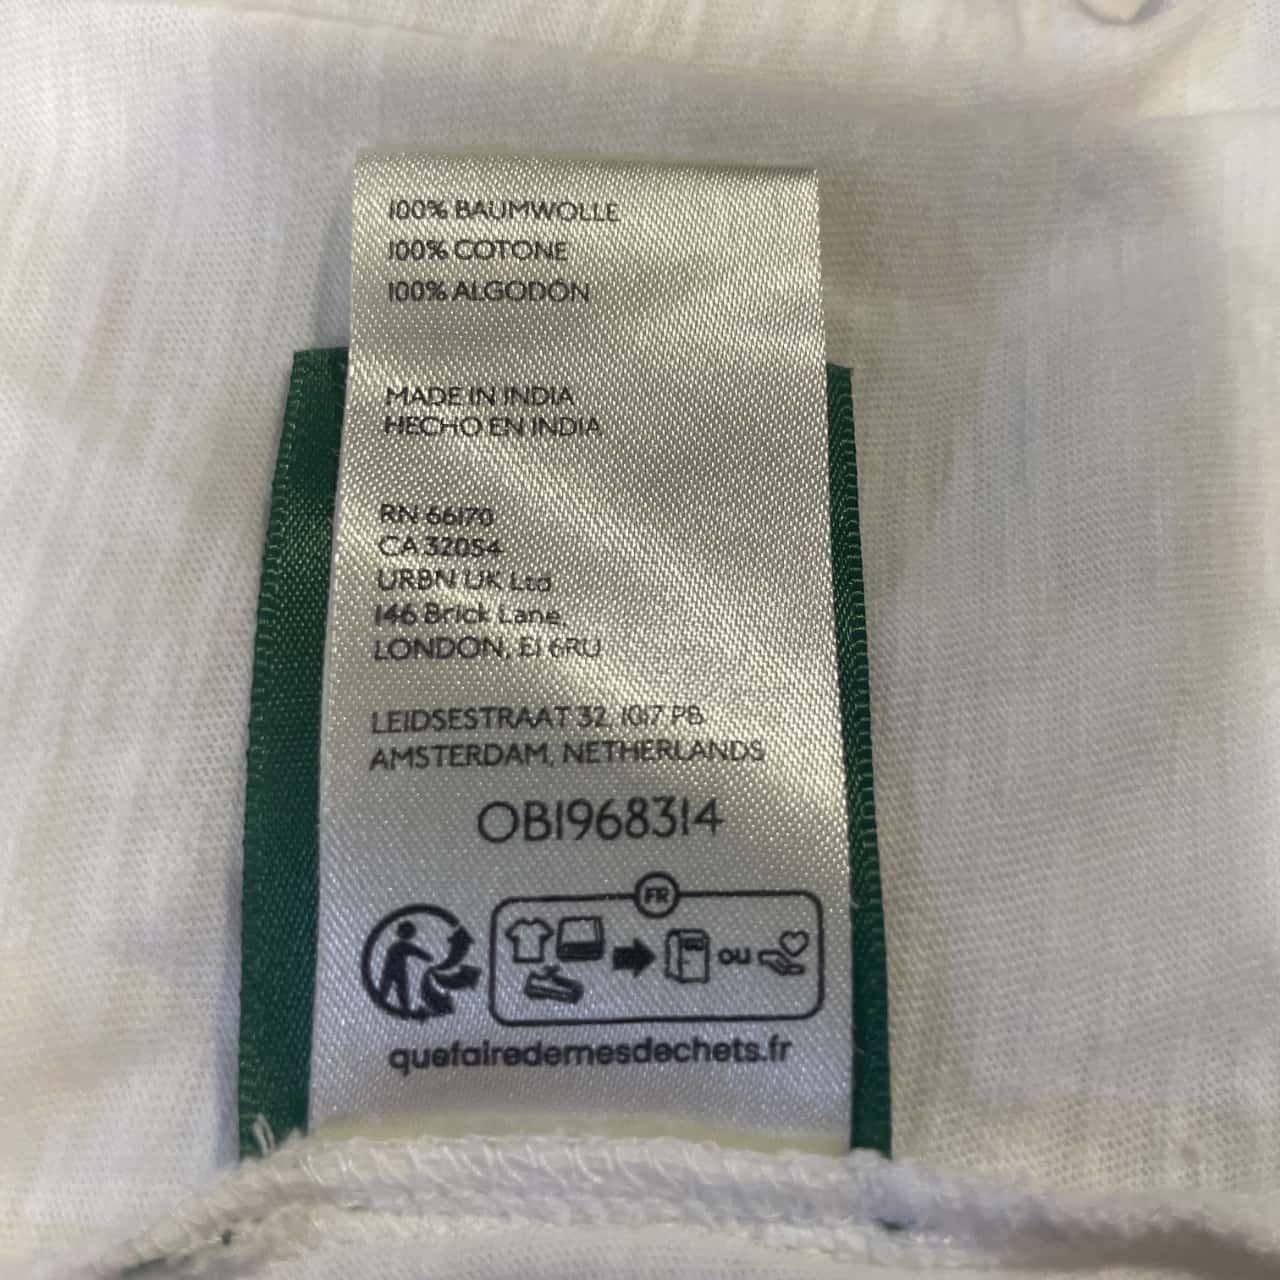 100% BAUMWOLLE
100% COTONE
100% ALGODÓN
MADE IN INDIA
HECHO EN INDIA
RN 66170
CA 32054
URBN UK Ltd
146 Brick Lane,
LONDON, E1 6RU
LEIDSESTRAAT 32, 1017 PB
AMSTERDAM, NETHERLANDS
OB1968314
FR
ou
quefairedemesdechets.fr